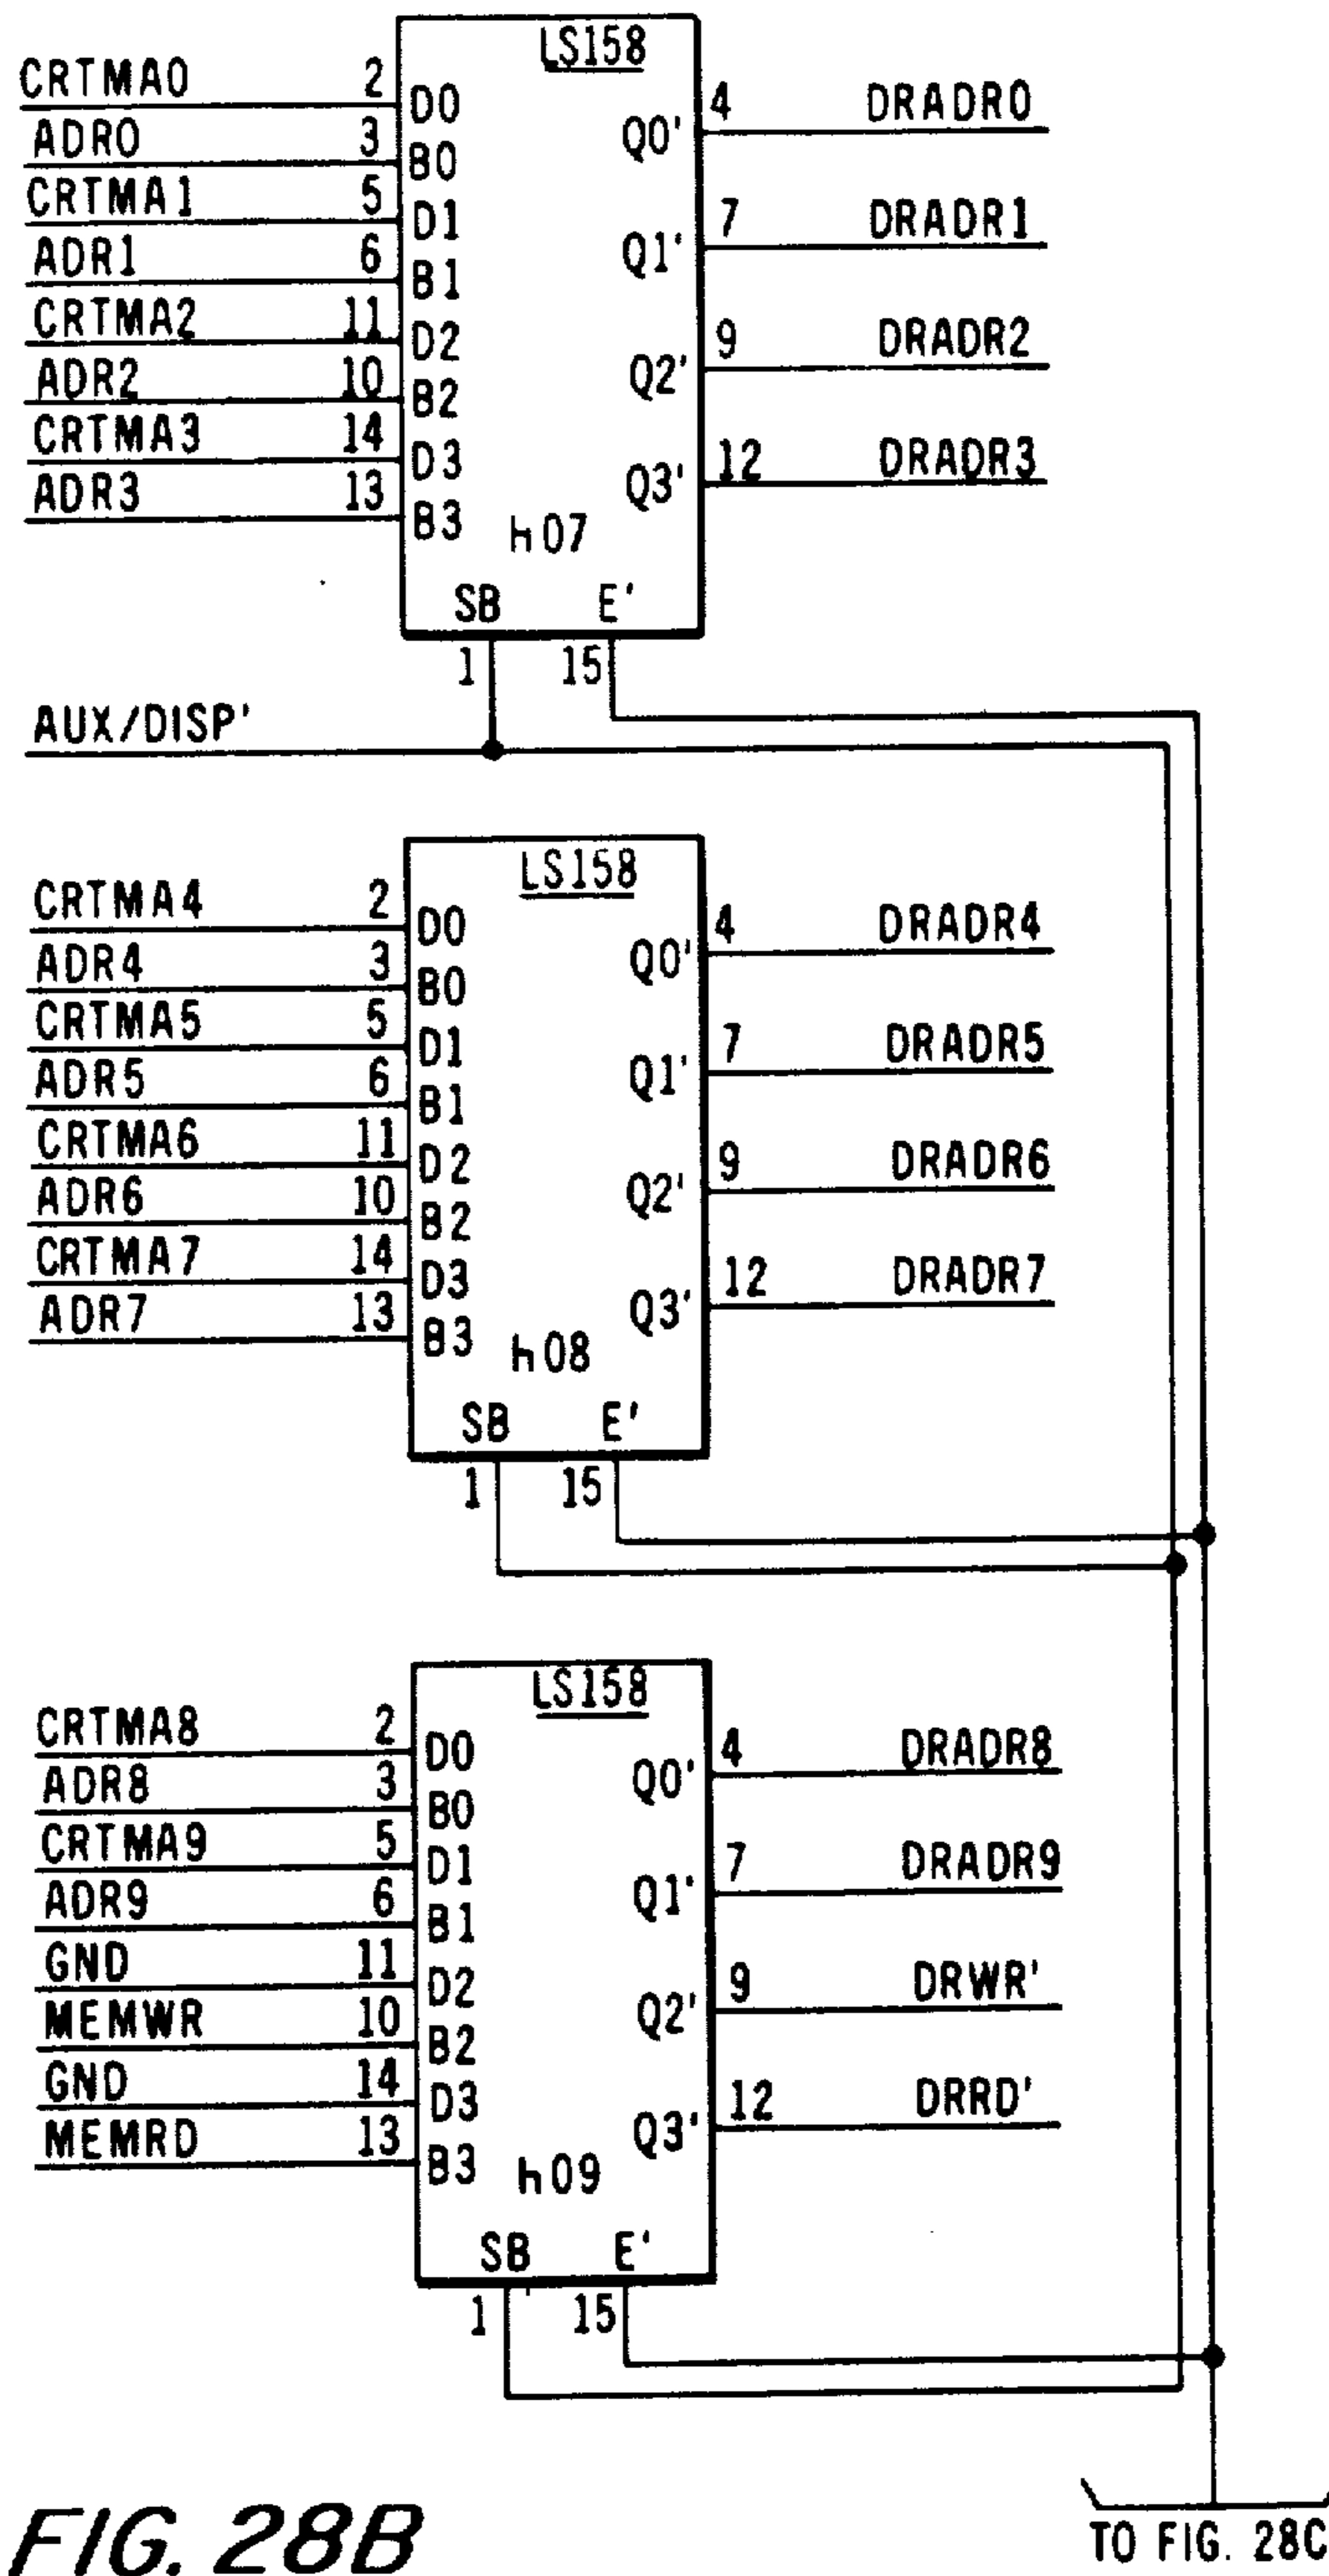 LS158
CRTMA0 2 D0
Q0' 4 DRADR0
ADR0 3 B0
CRTMA1 5 D1
Q1' 7 DRADR1
ADR1 6 B1
CRTMA2 11 D2
Q2' 9 DRADR2
ADR2 10 B2
CRTMA3 14 D3
Q3' 12 DRADR3
ADR3 13 B3
h07
SB E'
1 15
AUX/DISP'
LS158
CRTMA4 2 D0
Q0' 4 DRADR4
ADR4 3 B0
CRTMA5 5 D1
Q1' 7 DRADR5
ADR5 6 B1
CRTMA6 11 D2
Q2' 9 DRADR6
ADR6 10 B2
CRTMA7 14 D3
Q3' 12 DRADR7
ADR7 13 B3
h08
SB E'
1 15
LS158
CRTMA8 2 D0
Q0' 4 DRADR8
ADR8 3 B0
CRTMA9 5 D1
Q1' 7 DRADR9
ADR9 6 B1
GND 11 D2
Q2' 9 DRWR'
MEMWR 10 B2
GND 14 D3
Q3' 12 DRRD'
MEMRD 13 B3
h09
SB E'
1 15
FIG. 28B
TO FIG. 28C